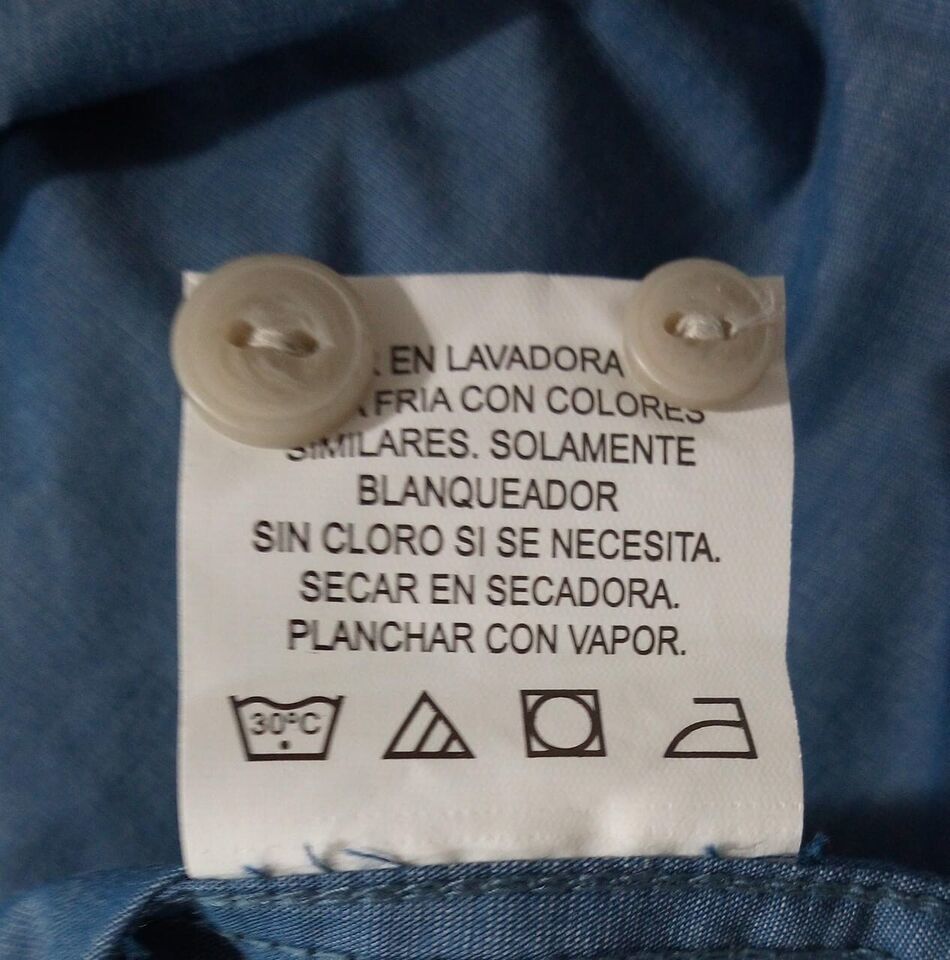 EN LAVADORA
FRIA CON COLORES
SIMILARES. SOLAMENTE
BLANQUEADOR
SIN CLORO SI SE NECESITA.
SECAR EN SECADORA.
PLANCHAR CON VAPOR.
30°C